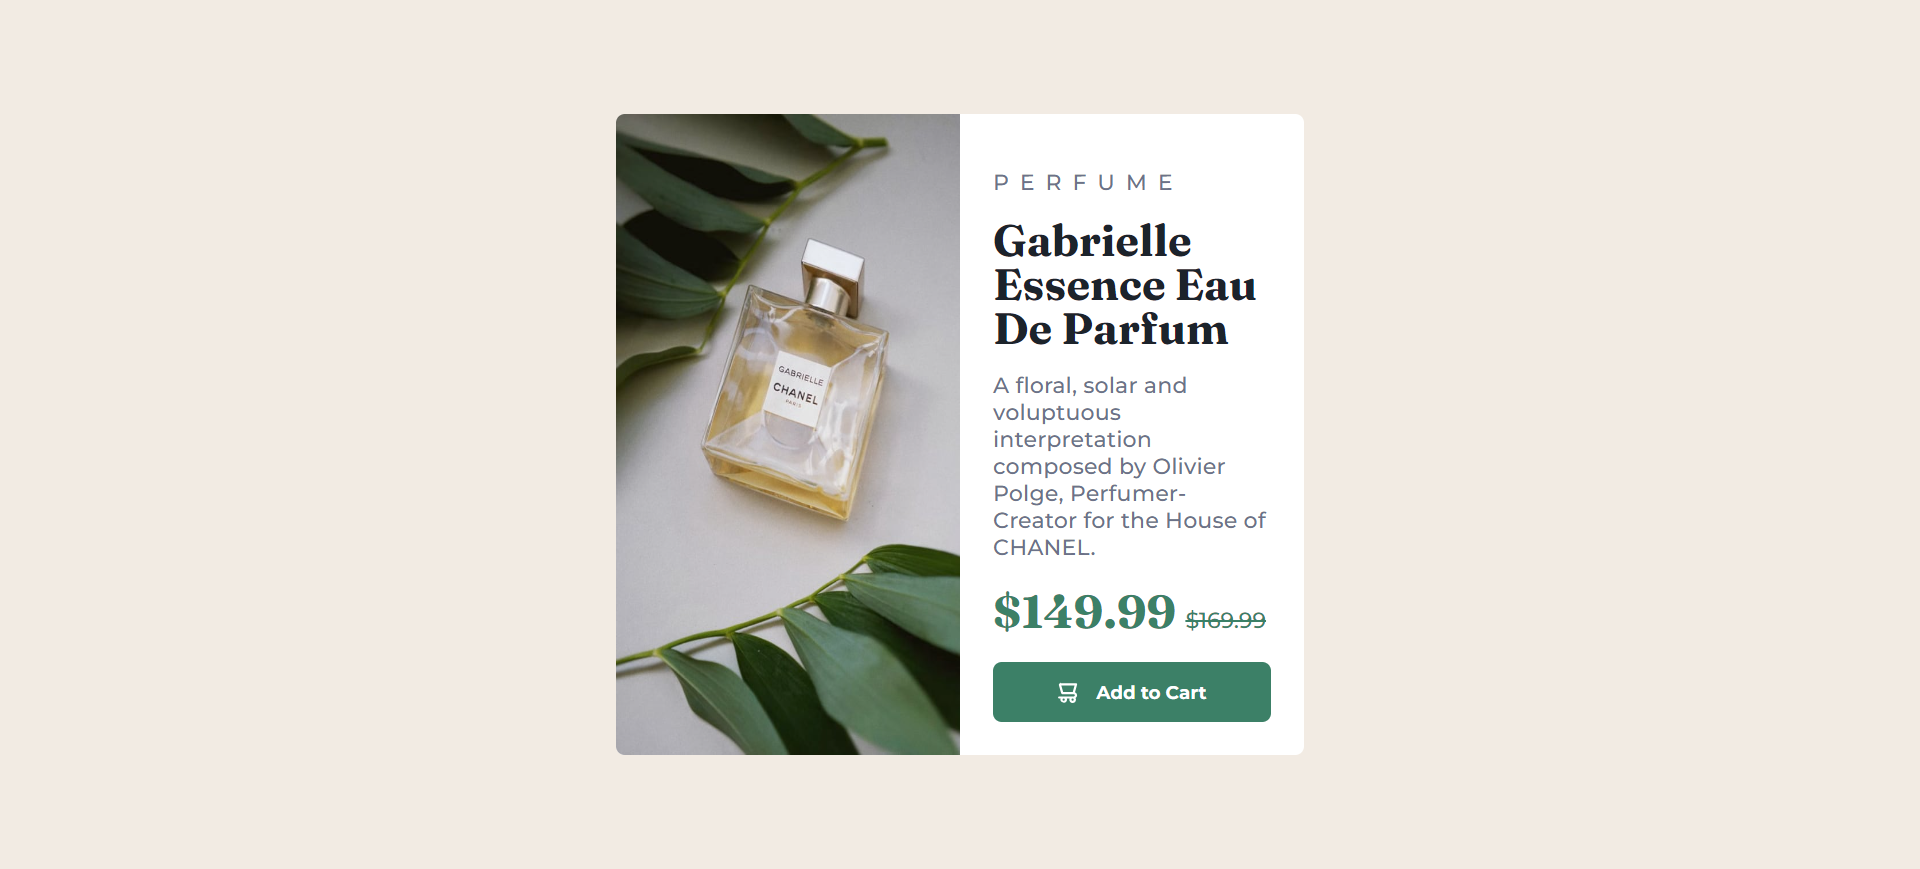 GABRIELLE
CHANEL
PARIS
PERFUME
Gabrielle
Essence Eau
De Parfum
A floral, solar and
voluptuous
interpretation
composed by Olivier
Polge, Perfumer-
Creator for the House of
CHANEL.
$149.99 $169.99
Add to Cart